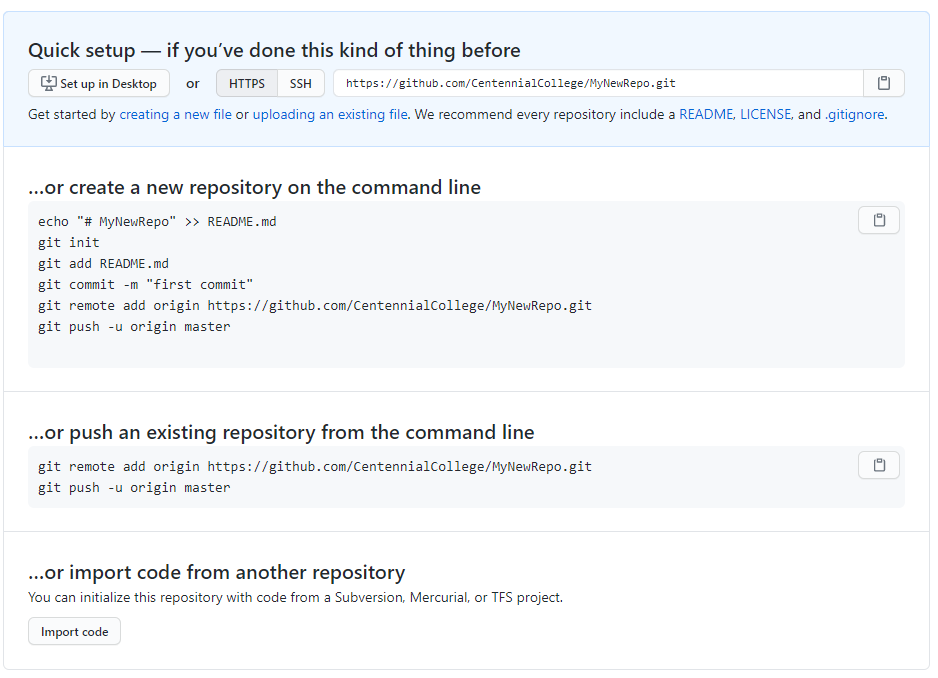 Quick setup — if you’ve done this kind of thing before
Set up in Desktop or HTTPS SSH https://github.com/CentennialCollege/MyNewRepo.git
Get started by creating a new file or uploading an existing file. We recommend every repository include a README, LICENSE, and .gitignore.
…or create a new repository on the command line
echo "# MyNewRepo" >> README.md
git init
git add README.md
git commit -m "first commit"
git remote add origin https://github.com/CentennialCollege/MyNewRepo.git
git push -u origin master
…or push an existing repository from the command line
git remote add origin https://github.com/CentennialCollege/MyNewRepo.git
git push -u origin master
…or import code from another repository
You can initialize this repository with code from a Subversion, Mercurial, or TFS project.
Import code